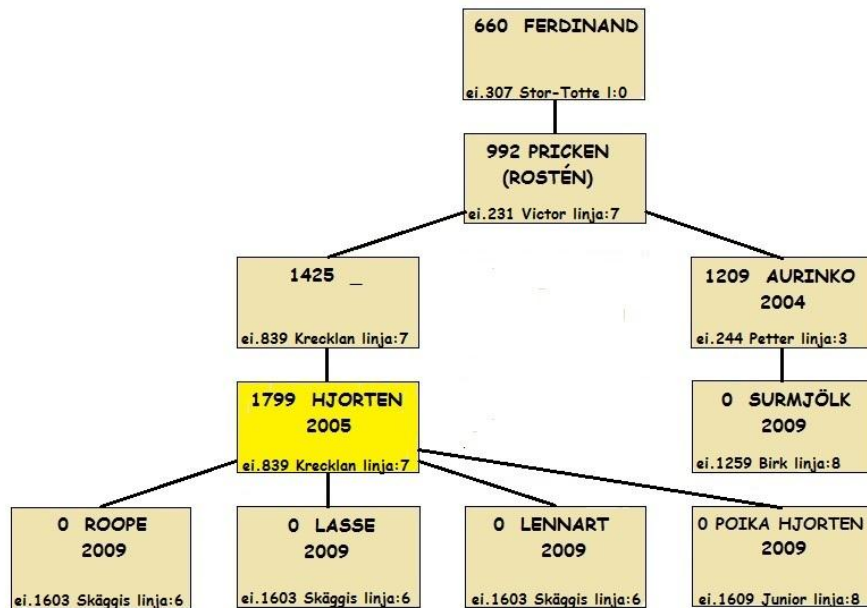 660 FERDINAND
ei.307 Stor-Totte l:0
992 PRICKEN
(ROSTÉN)
ei.231 Victor linja:7
1425 _
ei.839 Krecklan linja:7
1209 AURINKO
2004
ei.244 Petter linja:3
1799 HJORTEN
2005
ei.839 Krecklan linja:7
0 SURMJÖLK
2009
ei.1259 Birk linja:8
0 ROOPE
2009
ei.1603 Skäggis linja:6
0 LASSE
2009
ei.1603 Skäggis linja:6
0 LENNART
2009
ei.1603 Skäggis linja:6
0 POIKA HJORTEN
2009
ei.1609 Junior linja:8